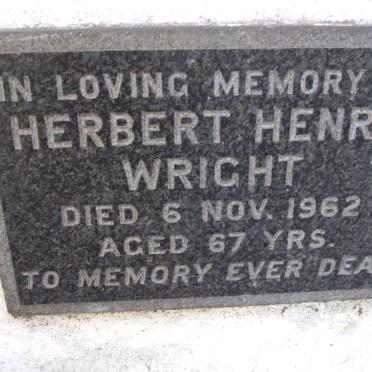 IN LOVING MEMORY
HERBERT HENR
WRIGHT
DIED 6 NOV. 1962
AGED 67 YRS.
TO MEMORY EVER DEA